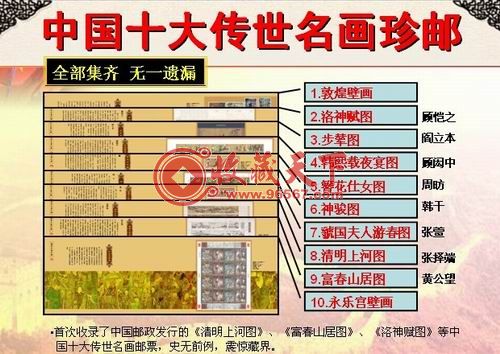 中国十大传世名画珍邮
全部集齐 无一遗漏
1.敦煌壁画
2.洛神赋图 顾恺之
3.步辇图 阎立本
4.韩熙载夜宴图 顾闳中
5.簪花仕女图 周昉
6.神骏图 韩干
7.虢国夫人游春图 张萱
8.清明上河图 张择端
9.富春山居图 黄公望
10.永乐宫壁画
收藏天下
www.96567.com
·首次收录了中国邮政发行的《清明上河图》、《富春山居图》、《洛神赋图》等中
国十大传世名画邮票，史无前例，震惊藏界。